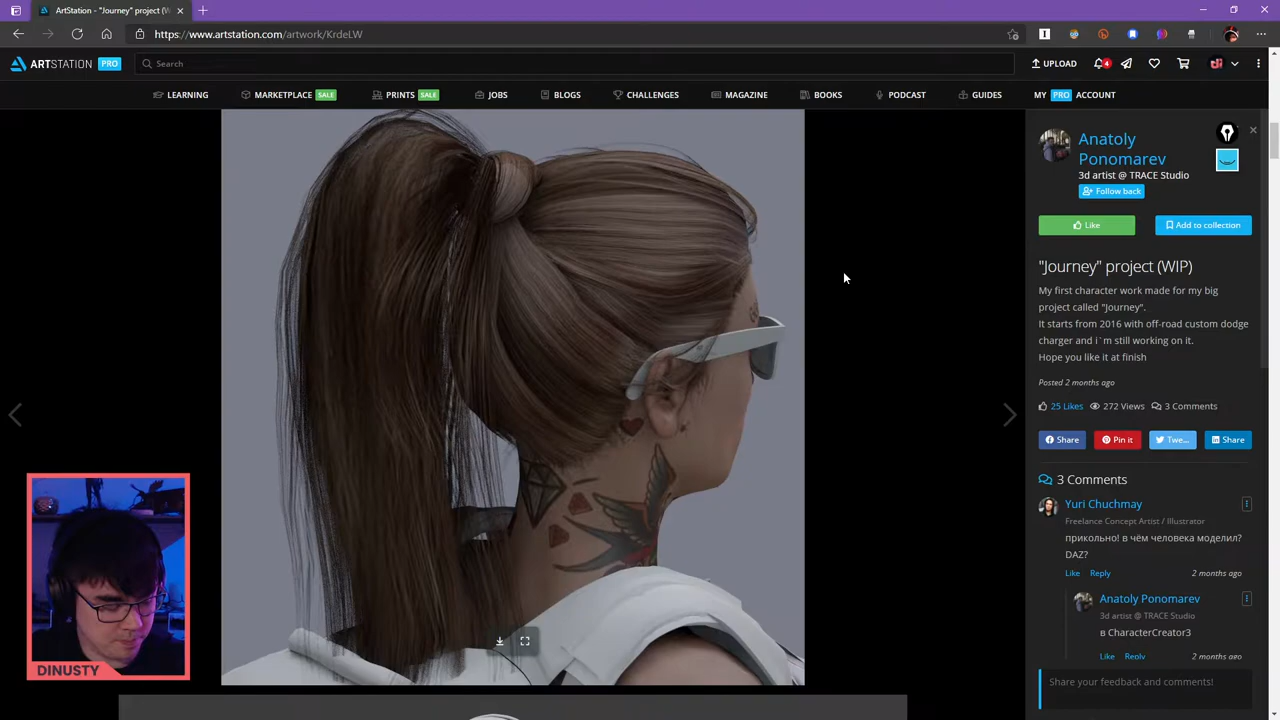 ArtStation - "Journey" project (W
https://www.artstation.com/artwork/KrdeLW
ARTSTATION PRO
Search
UPLOAD
4
LEARNING
MARKETPLACE SALE
PRINTS SALE
JOBS
BLOGS
CHALLENGES
MAGAZINE
BOOKS
PODCAST
GUIDES
MY PRO ACCOUNT
Anatoly
Ponomarev
3d artist @ TRACE Studio
Follow back
Like
Add to collection
"Journey" project (WIP)
My first character work made for my big
project called "Journey".
It starts from 2016 with off-road custom dodge
charger and i`m still working on it.
Hope you like it at finish
Posted 2 months ago
25 Likes 272 Views 3 Comments
Share Pin it Twe... Share
3 Comments
Yuri Chuchmay
Freelance Concept Artist / Illustrator
прикольно! в чём человека моделил?
DAZ?
Like Reply 2 months ago
Anatoly Ponomarev
3d artist @ TRACE Studio
в CharacterCreator3
Like Reply 2 months ago
Share your feedback and comments!
DINUSTY